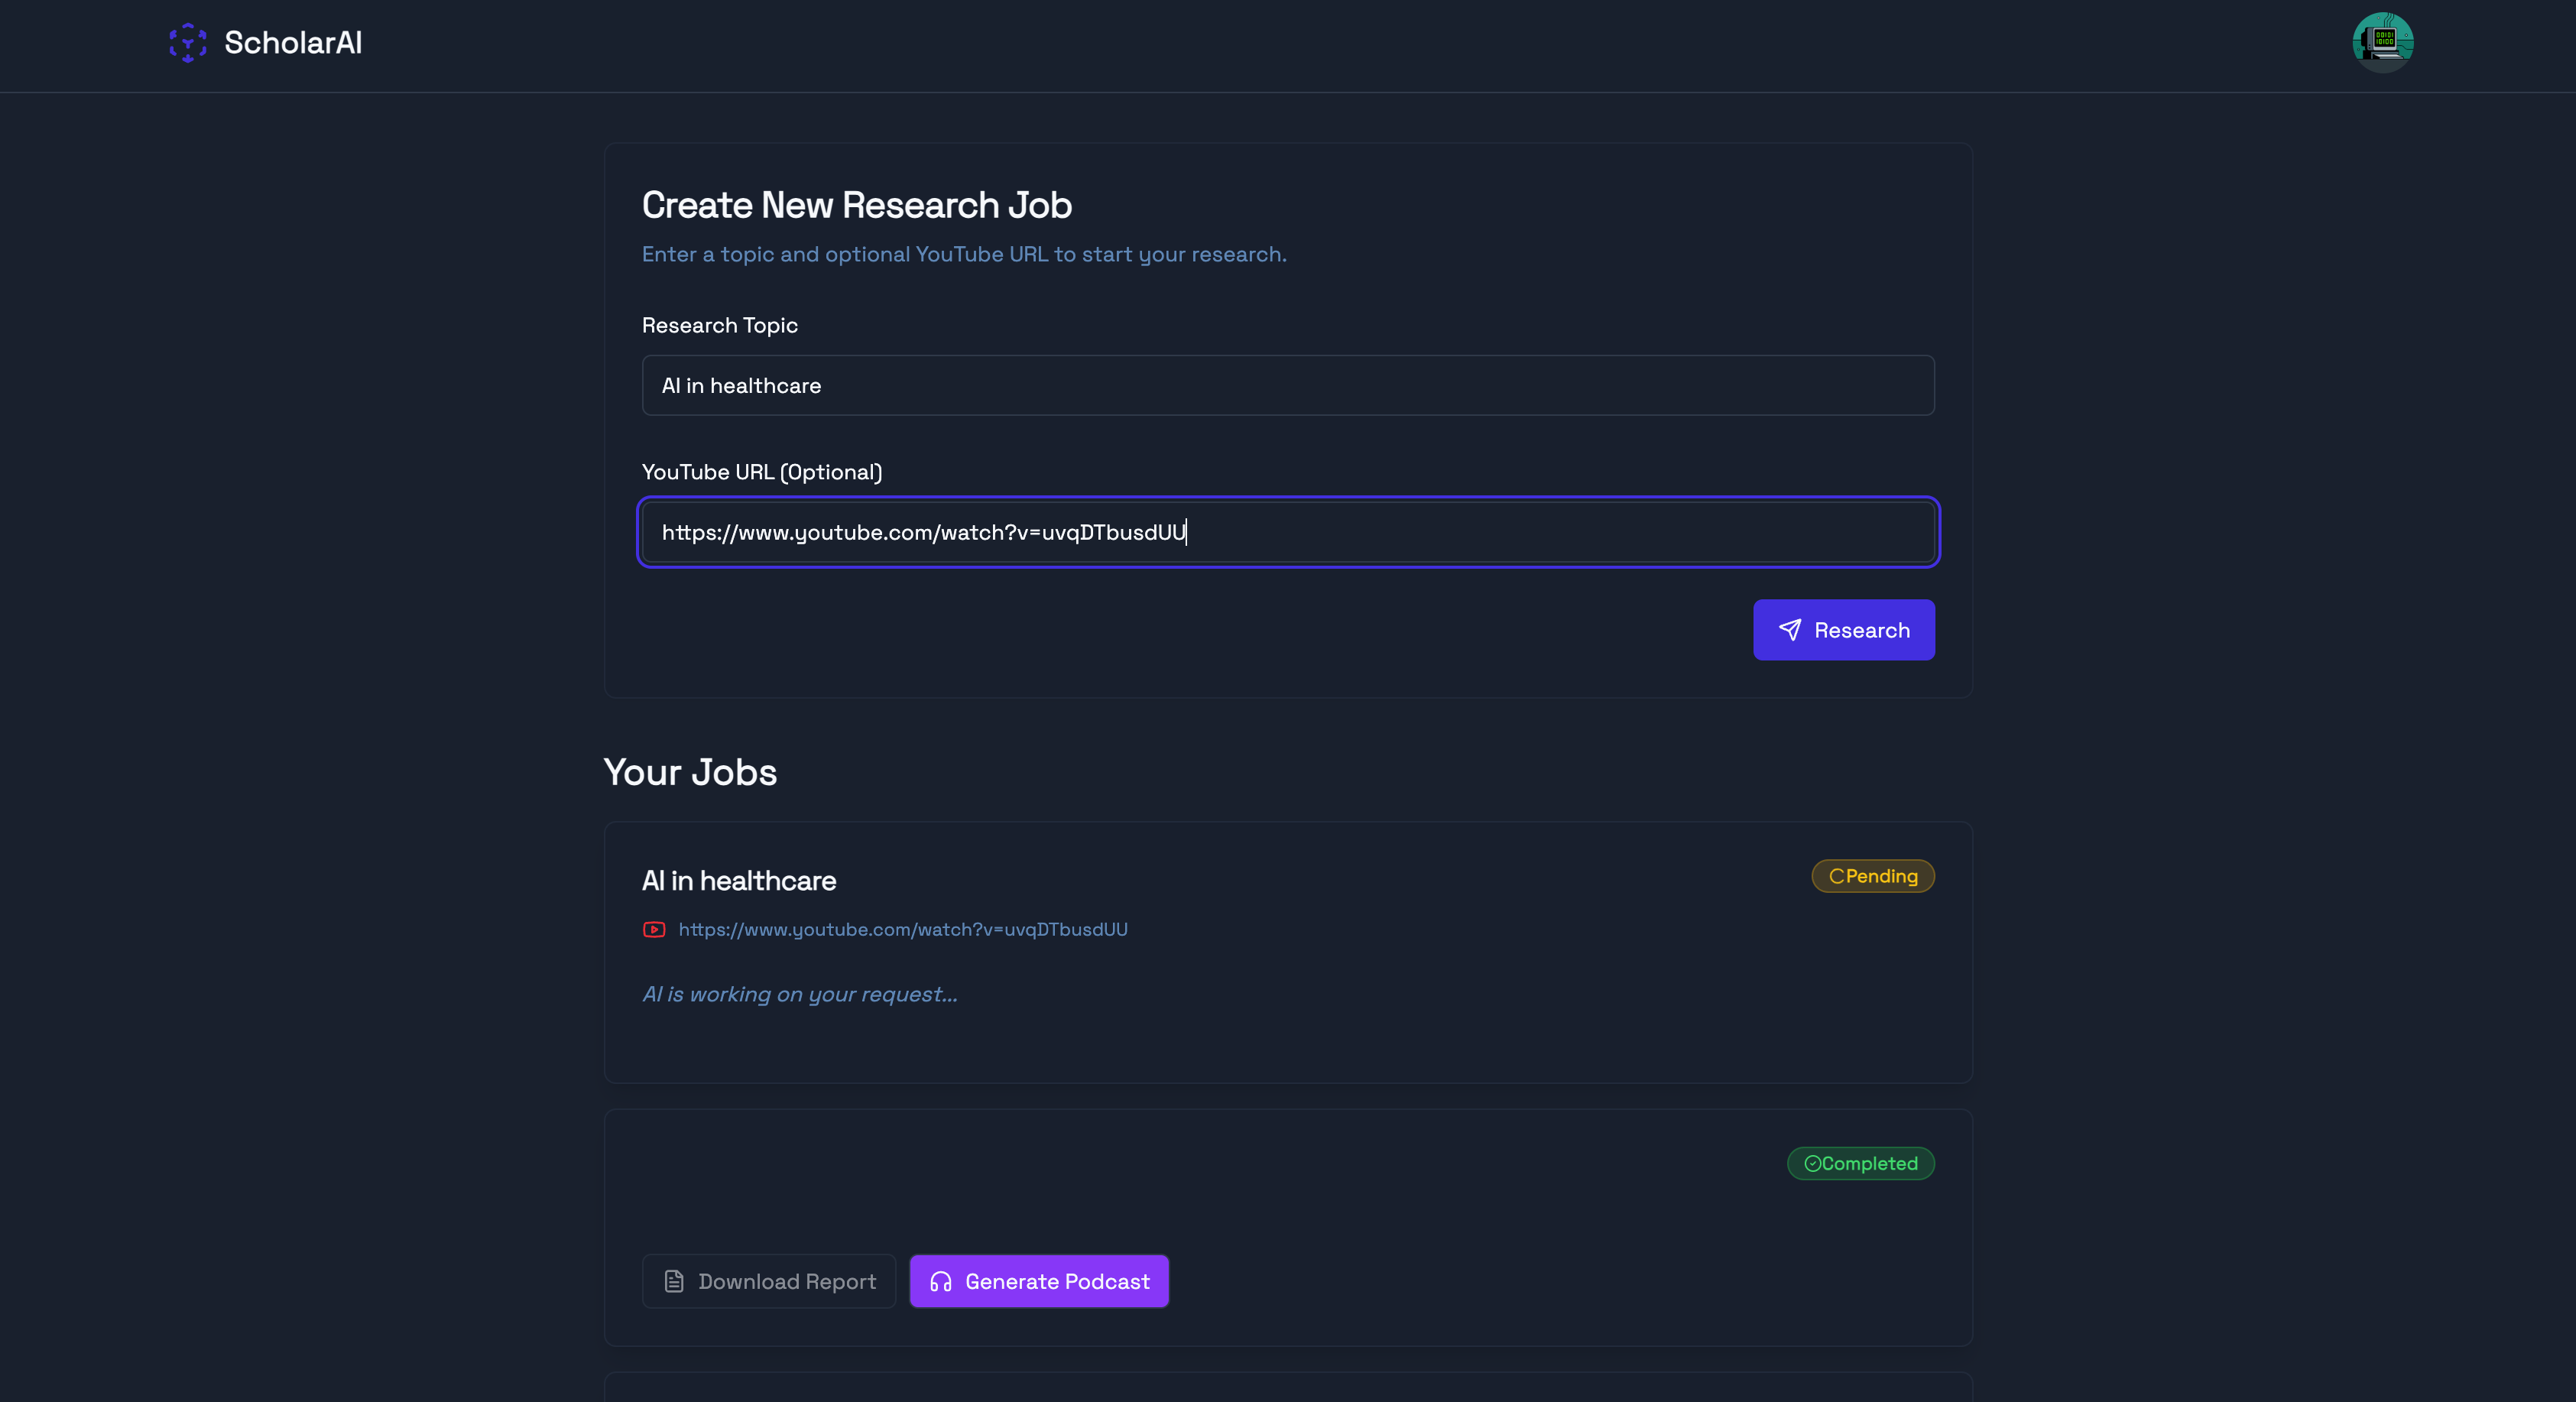 ScholarAI
Create New Research Job
Enter a topic and optional YouTube URL to start your research.
Research Topic
AI in healthcare
YouTube URL (Optional)
https://www.youtube.com/watch?v=uvqDTbusdUU
Research
Your Jobs
AI in healthcare
Pending
https://www.youtube.com/watch?v=uvqDTbusdUU
AI is working on your request...
Completed
Download Report
Generate Podcast